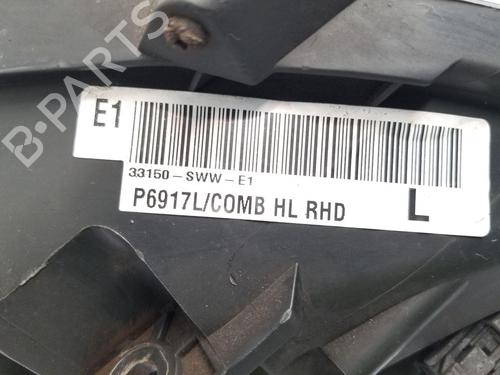 B-PARTS
E1
33150-SWW-E1
P6917L/COMB HL RHD L